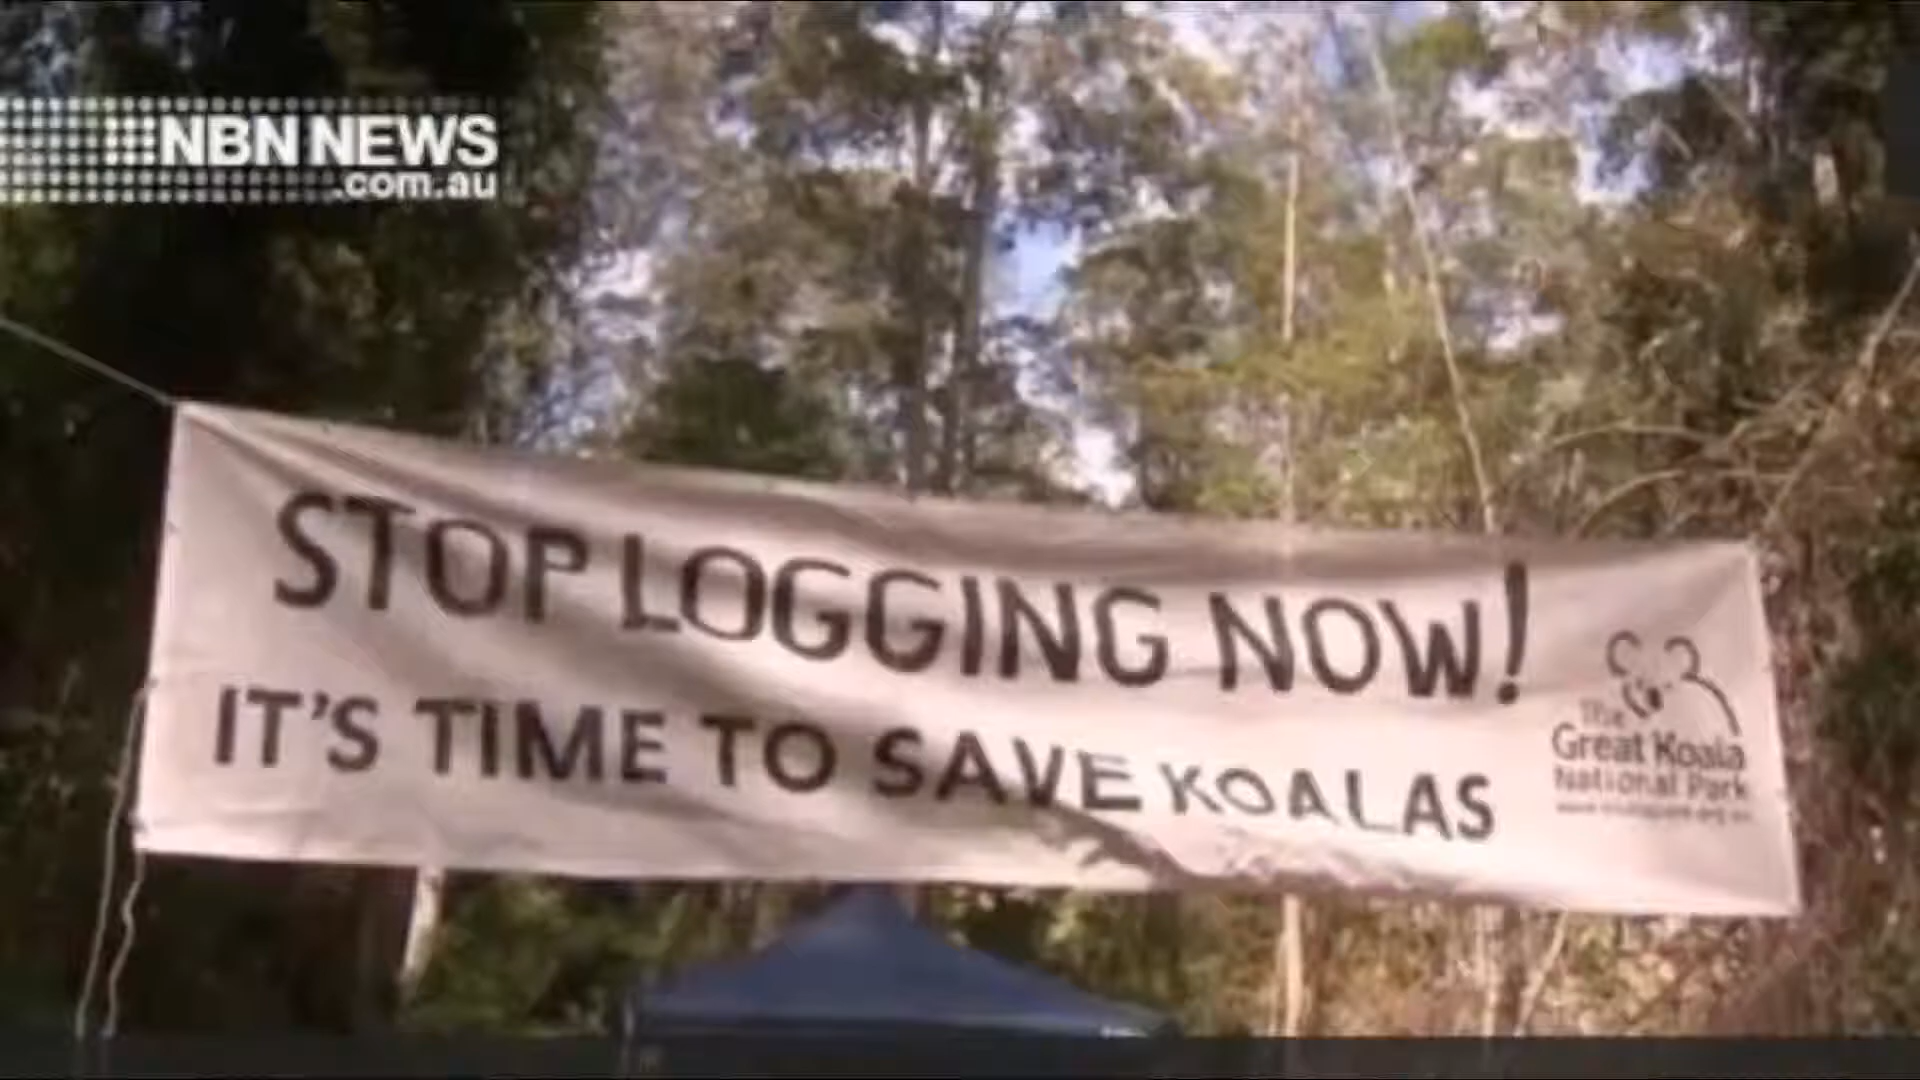 NBN NEWS
.com.au
STOP LOGGING NOW!
IT'S TIME TO SAVE KOALAS
The
Great Koala
National Park